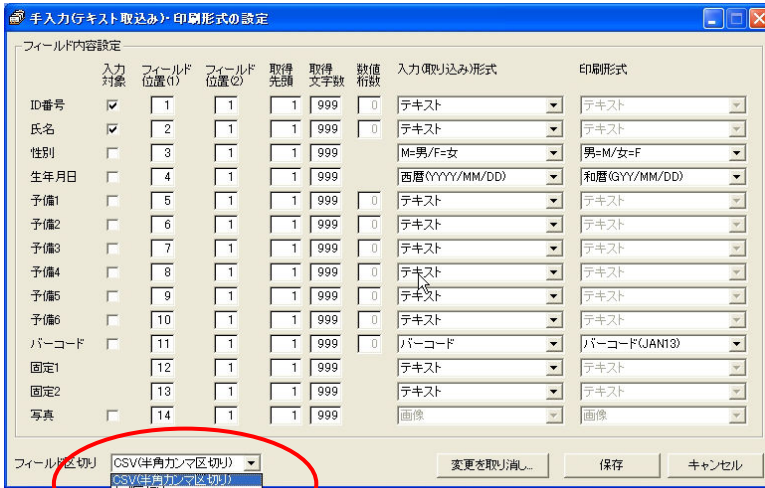 手入力(テキスト取込み)・印刷形式の設定
フィールド内容設定
入力対象 フィールド位置(1) フィールド位置(2) 取得先頭 取得文字数 数値桁数 入力(取り込み)形式 印刷形式
ID番号 1 1 1 999 0 テキスト テキスト
氏名 2 1 1 999 0 テキスト テキスト
性別 3 1 1 999 M=男/F=女 男=M/女=F
生年月日 4 1 1 999 西暦(YYYY/MM/DD) 和暦(GYY/MM/DD)
予備1 5 1 1 999 0 テキスト テキスト
予備2 6 1 1 999 0 テキスト テキスト
予備3 7 1 1 999 0 テキスト テキスト
予備4 8 1 1 999 0 テキスト テキスト
予備5 9 1 1 999 0 テキスト テキスト
予備6 10 1 1 999 0 テキスト テキスト
バーコード 11 1 1 999 0 バーコード バーコード(JAN13)
固定1 12 1 1 999 テキスト テキスト
固定2 13 1 1 999 テキスト テキスト
写真 14 1 1 999 画像 画像
フィールド区切り CSV(半角カンマ区切り) 変更を取り消し... 保存 キャンセル
CSV(半角カンマ区切り)